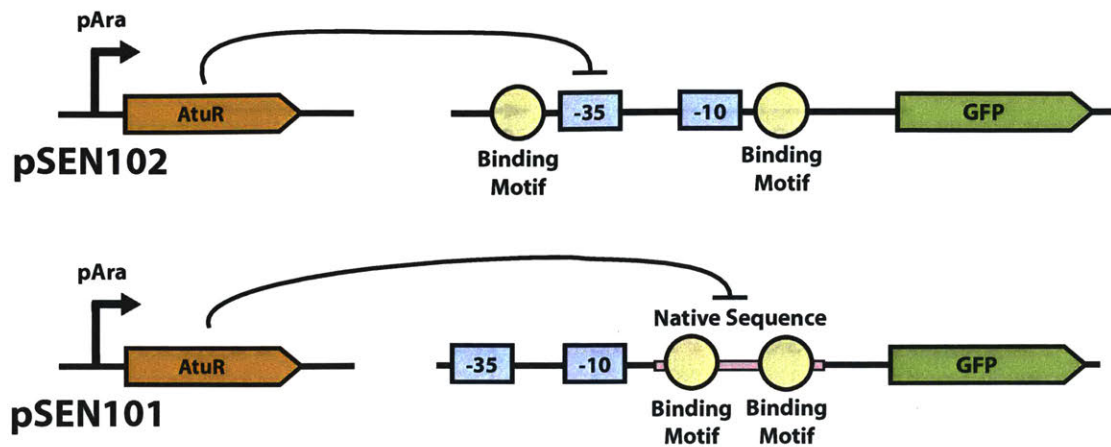 pAra
AtuR
-35
-10
GFP
Binding
Motif
Binding
Motif
pSEN102
pAra
Native Sequence
AtuR
-35
-10
GFP
Binding
Motif
Binding
Motif
pSEN101